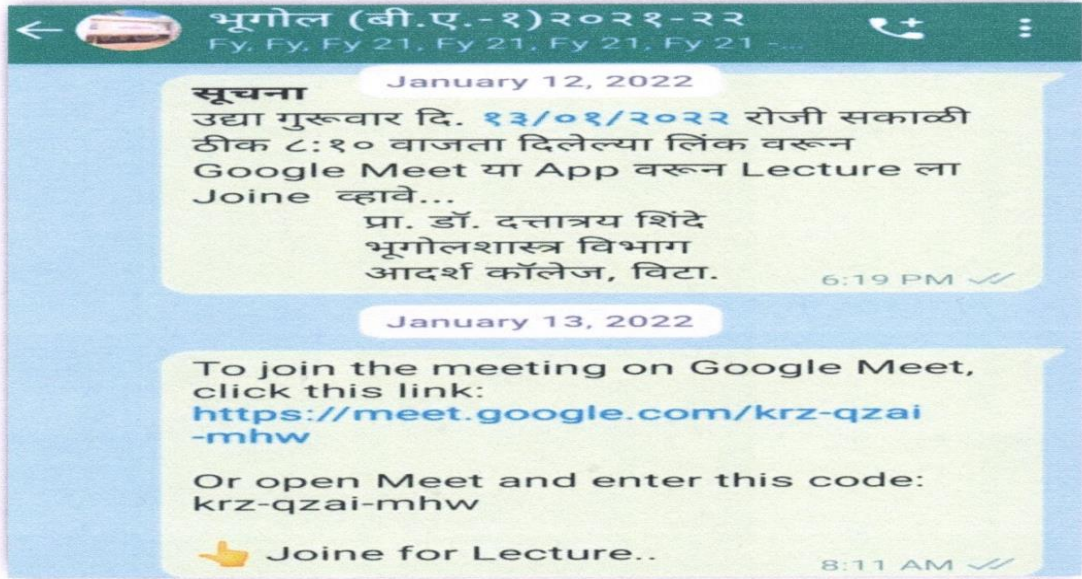 भूगोल (बी.ए.-१)२०२१-२२
Fy, Fy, Fy 21, Fy 21, Fy 21, Fy 21 -...
January 12, 2022
सूचना
उद्या गुरूवार दि. १३/०१/२०२२ रोजी सकाळी
ठीक ८:१० वाजता दिलेल्या लिंक वरून
Google Meet या App वरून Lecture ला
Joine व्हावे...
प्रा. डॉ. दत्तात्रय शिंदे
भूगोलशास्त्र विभाग
आदर्श कॉलेज, विटा.
6:19 PM
January 13, 2022
To join the meeting on Google Meet,
click this link:
https://meet.google.com/krz-qzai
-mhw
Or open Meet and enter this code:
krz-qzai-mhw
👈 Joine for Lecture..
8:11 AM